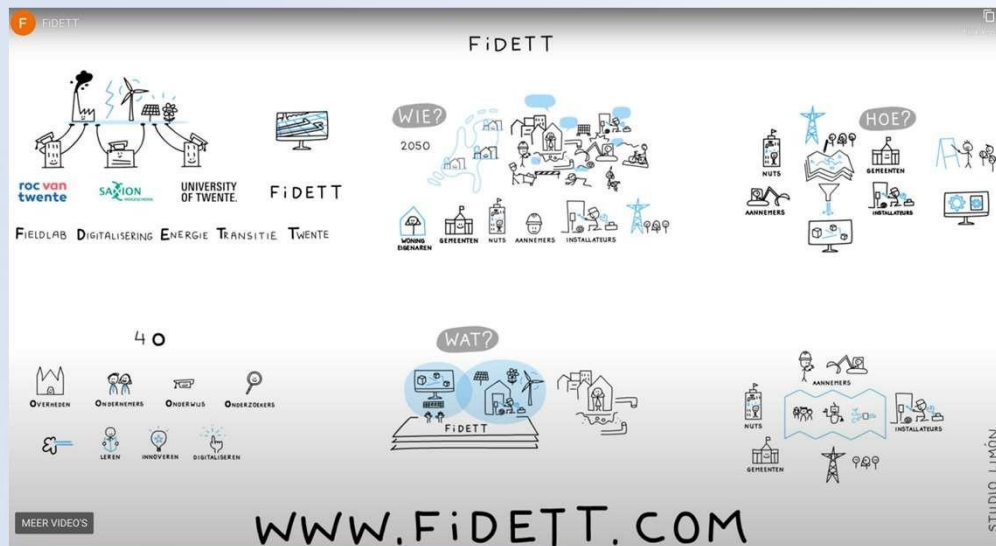 F FiDETT
FiDETT
roc van
twente
SAXION
UNIVERSITY
OF TWENTE.
FiDETT
FIELDLAB DIGITALISERING ENERGIE TRANSITIE TWENTE
WIE?
2050
WONING
EIGENAREN
GEMEENTEN
NUTS
AANNEMERS
INSTALLATEURS
HOE?
NUTS
GEMEENTEN
AANNEMERS
INSTALLATEURS
4 O
OVERHEDEN
ONDERNEMERS
ONDERWIJS
ONDERZOEKERS
LEREN
INNOVEREN
DIGITALISEREN
WAT?
FiDETT
AANNEMERS
NUTS
INSTALLATEURS
GEMEENTEN
STUDIO LIMÓN
MEER VIDEO'S
WWW.FiDETT.COM